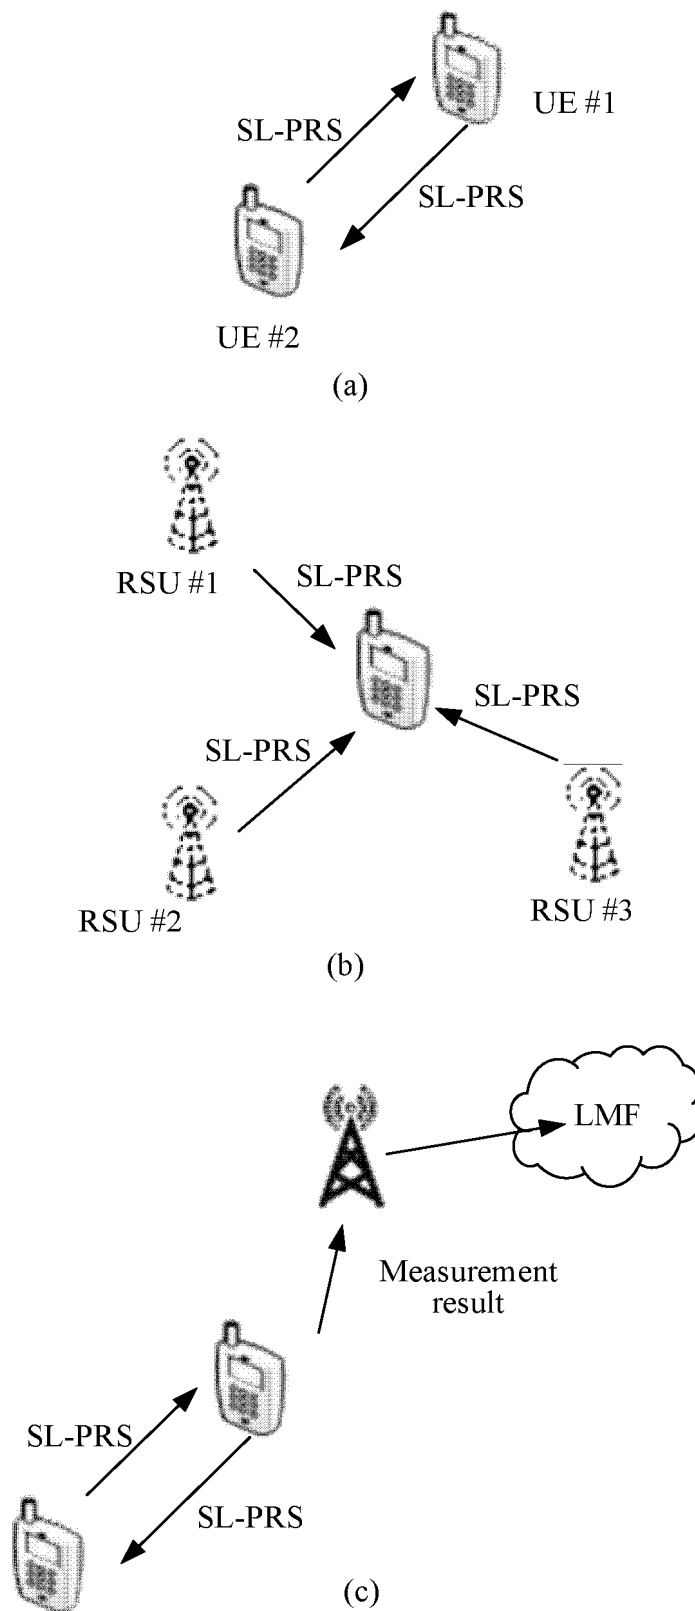 UE #1
SL-PRS
SL-PRS
UE #2
(a)
RSU #1
SL-PRS
SL-PRS
SL-PRS
RSU #2
RSU #3
(b)
LMF
Measurement
result
SL-PRS
SL-PRS
(c)